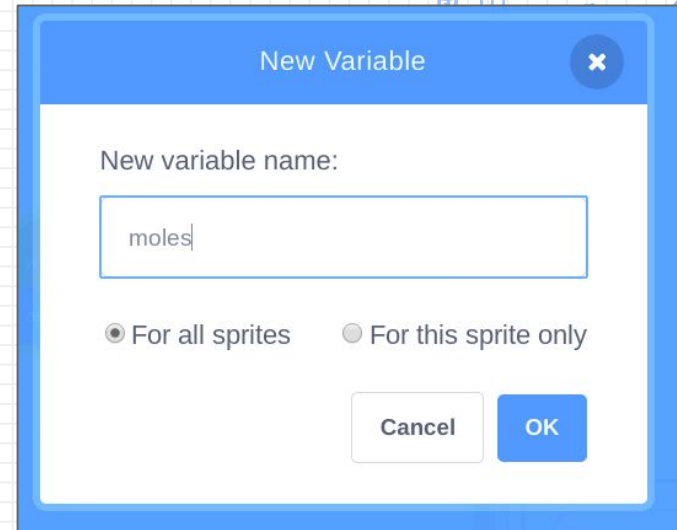 New Variable
New variable name:
moles
For all sprites For this sprite only
Cancel OK